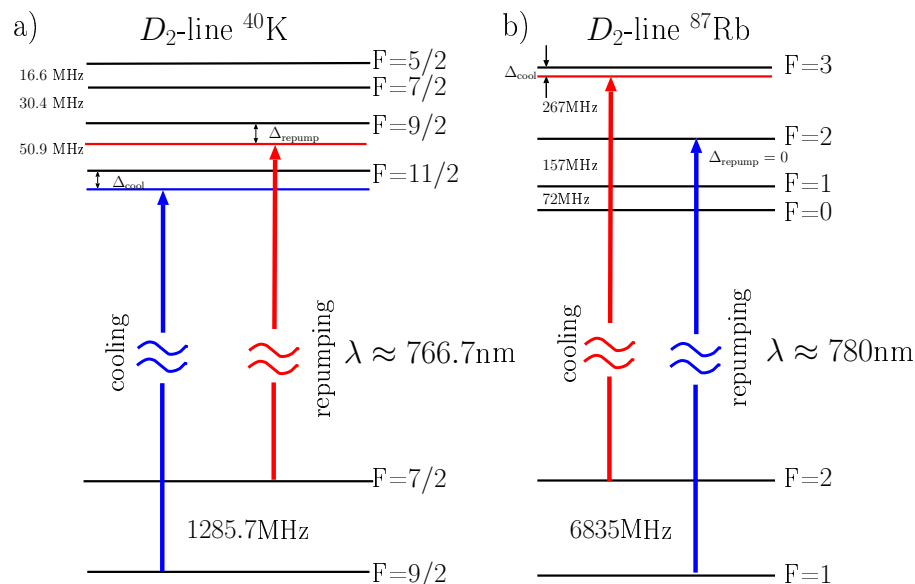 a)
D₂-line ⁴⁰K
F=5/2
16.6 MHz
F=7/2
30.4 MHz
F=9/2
Δrepump
50.9 MHz
F=11/2
Δcool
cooling
repumping
λ ≈ 766.7nm
F=7/2
1285.7MHz
F=9/2
b)
D₂-line ⁸⁷Rb
F=3
Δcool
267MHz
F=2
Δrepump = 0
157MHz
F=1
72MHz
F=0
cooling
repumping
λ ≈ 780nm
F=2
6835MHz
F=1